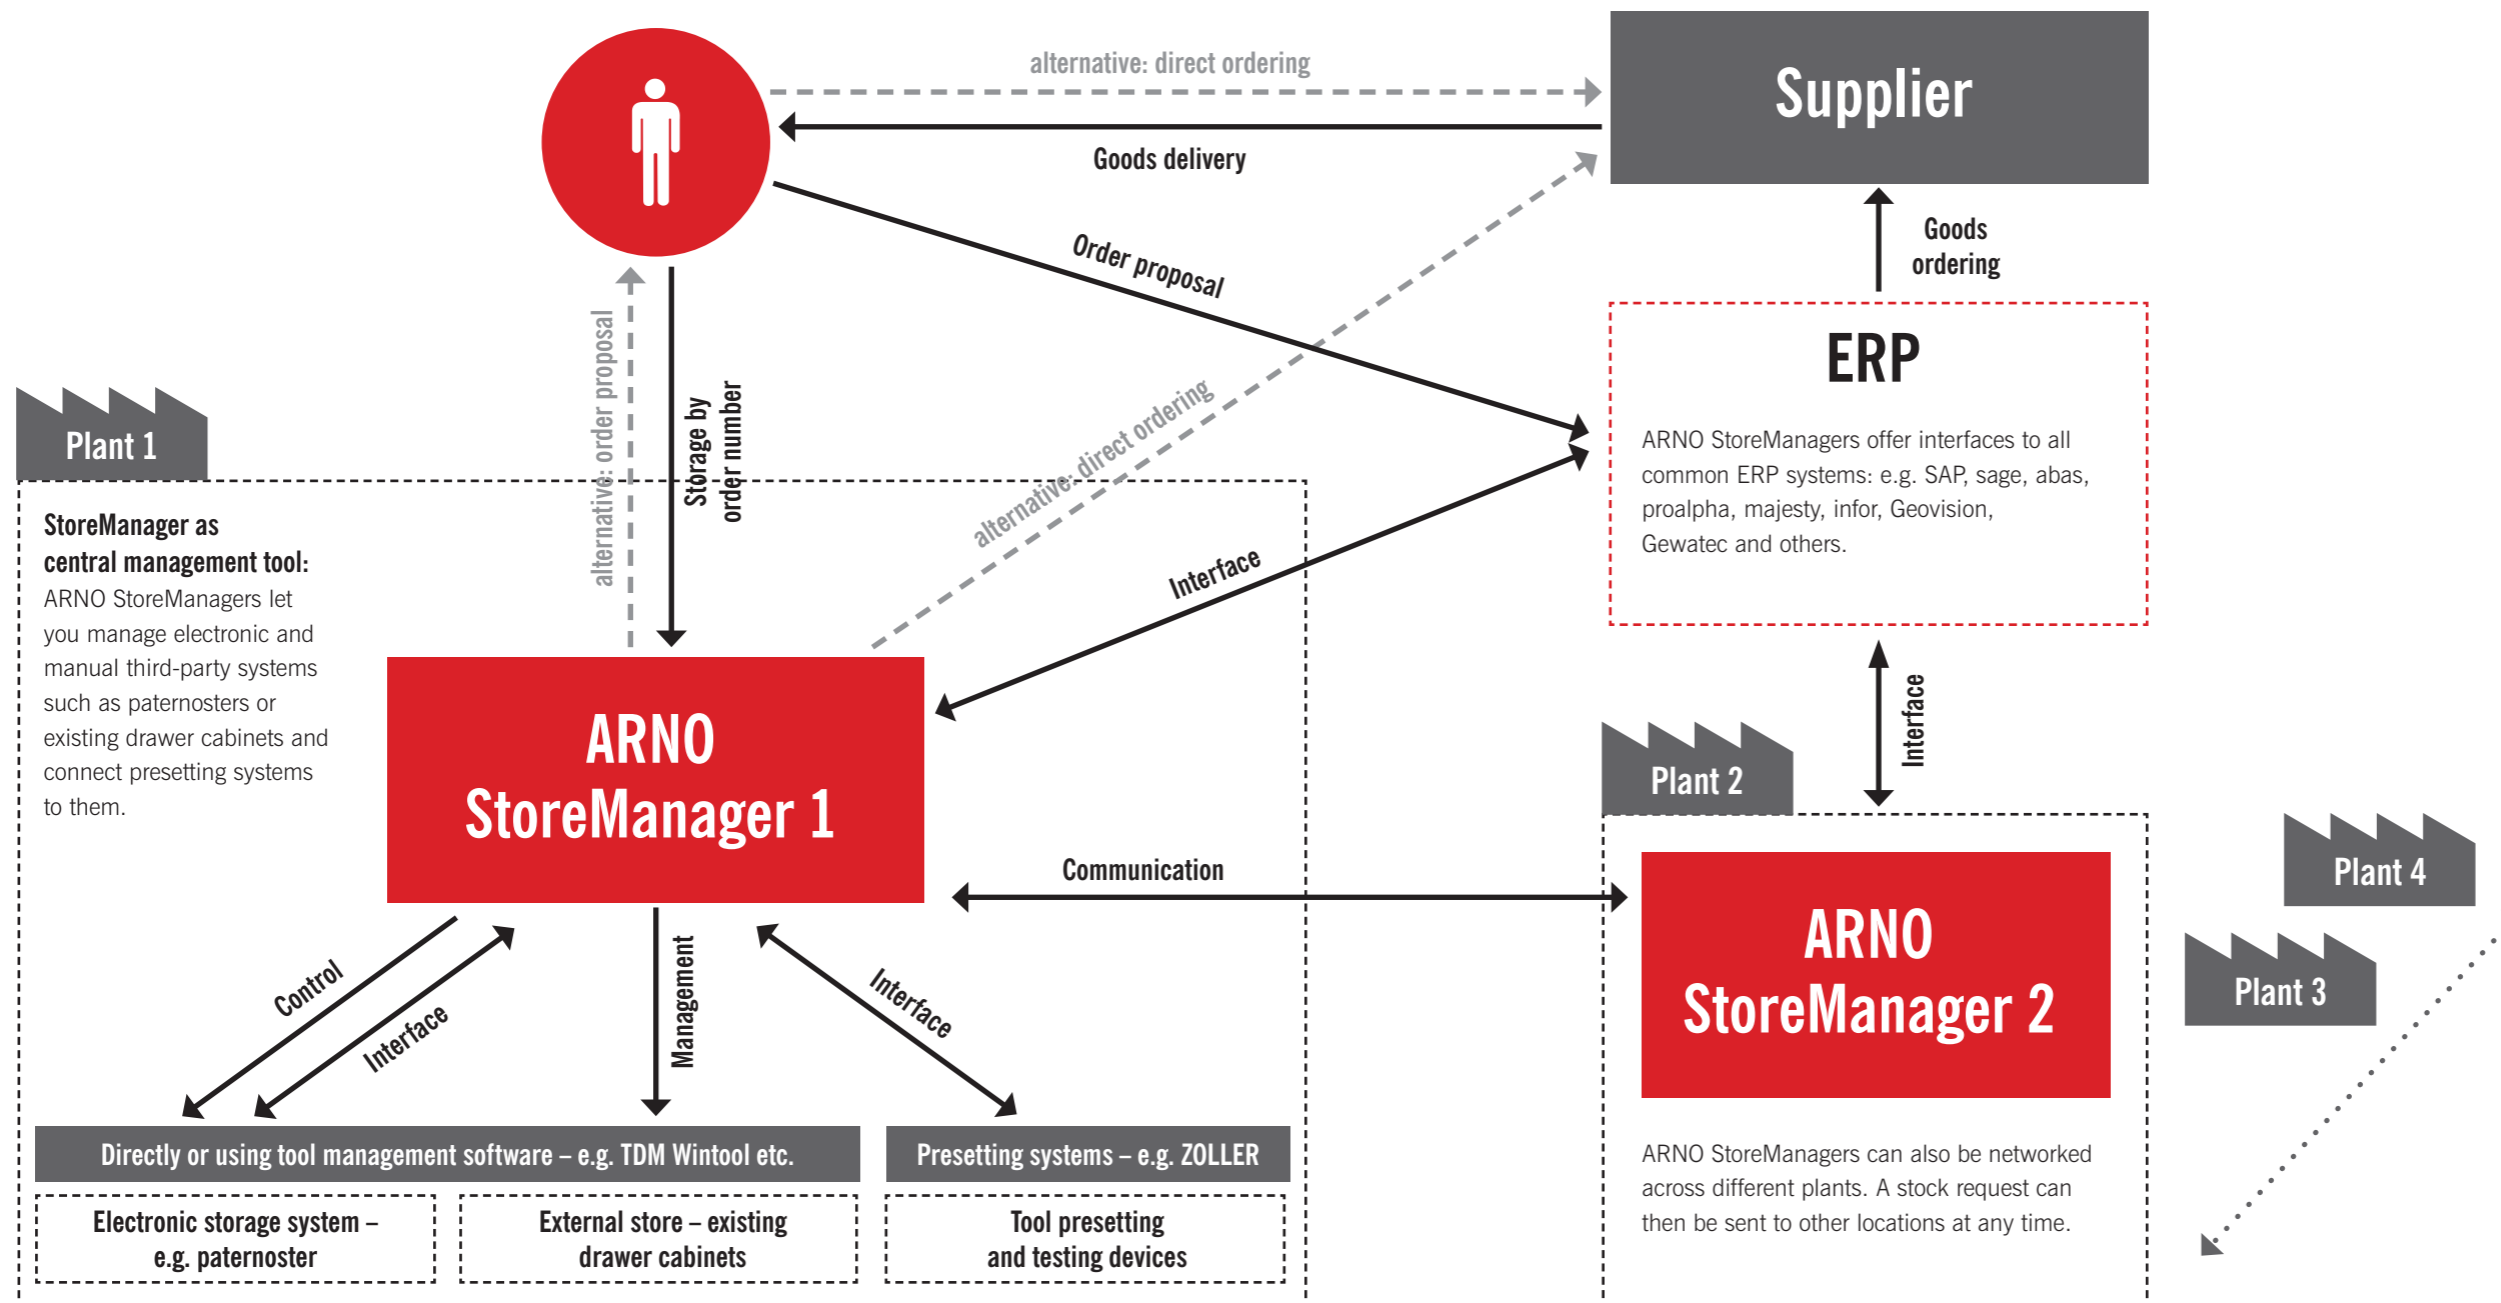 alternative: direct ordering
Supplier
Goods delivery
Order proposal
Goods
ordering
alternative: order proposal
Storage by
order number
alternative: direct ordering
ERP
ARNO StoreManagers offer interfaces to all
common ERP systems: e.g. SAP, sage, abas,
proalpha, majesty, infor, Geovision,
Gewatec and others.
Plant 1
StoreManager as
central management tool:
ARNO StoreManagers let
you manage electronic and
manual third-party systems
such as paternosters or
existing drawer cabinets and
connect presetting systems
to them.
Interface
Interface
ARNO
StoreManager 1
Plant 2
Communication
Plant 4
Plant 3
ARNO
StoreManager 2
Control
Interface
Management
Interface
Directly or using tool management software – e.g. TDM Wintool etc.
Presetting systems – e.g. ZOLLER
Electronic storage system –
e.g. paternoster
External store – existing
drawer cabinets
Tool presetting
and testing devices
ARNO StoreManagers can also be networked
across different plants. A stock request can
then be sent to other locations at any time.